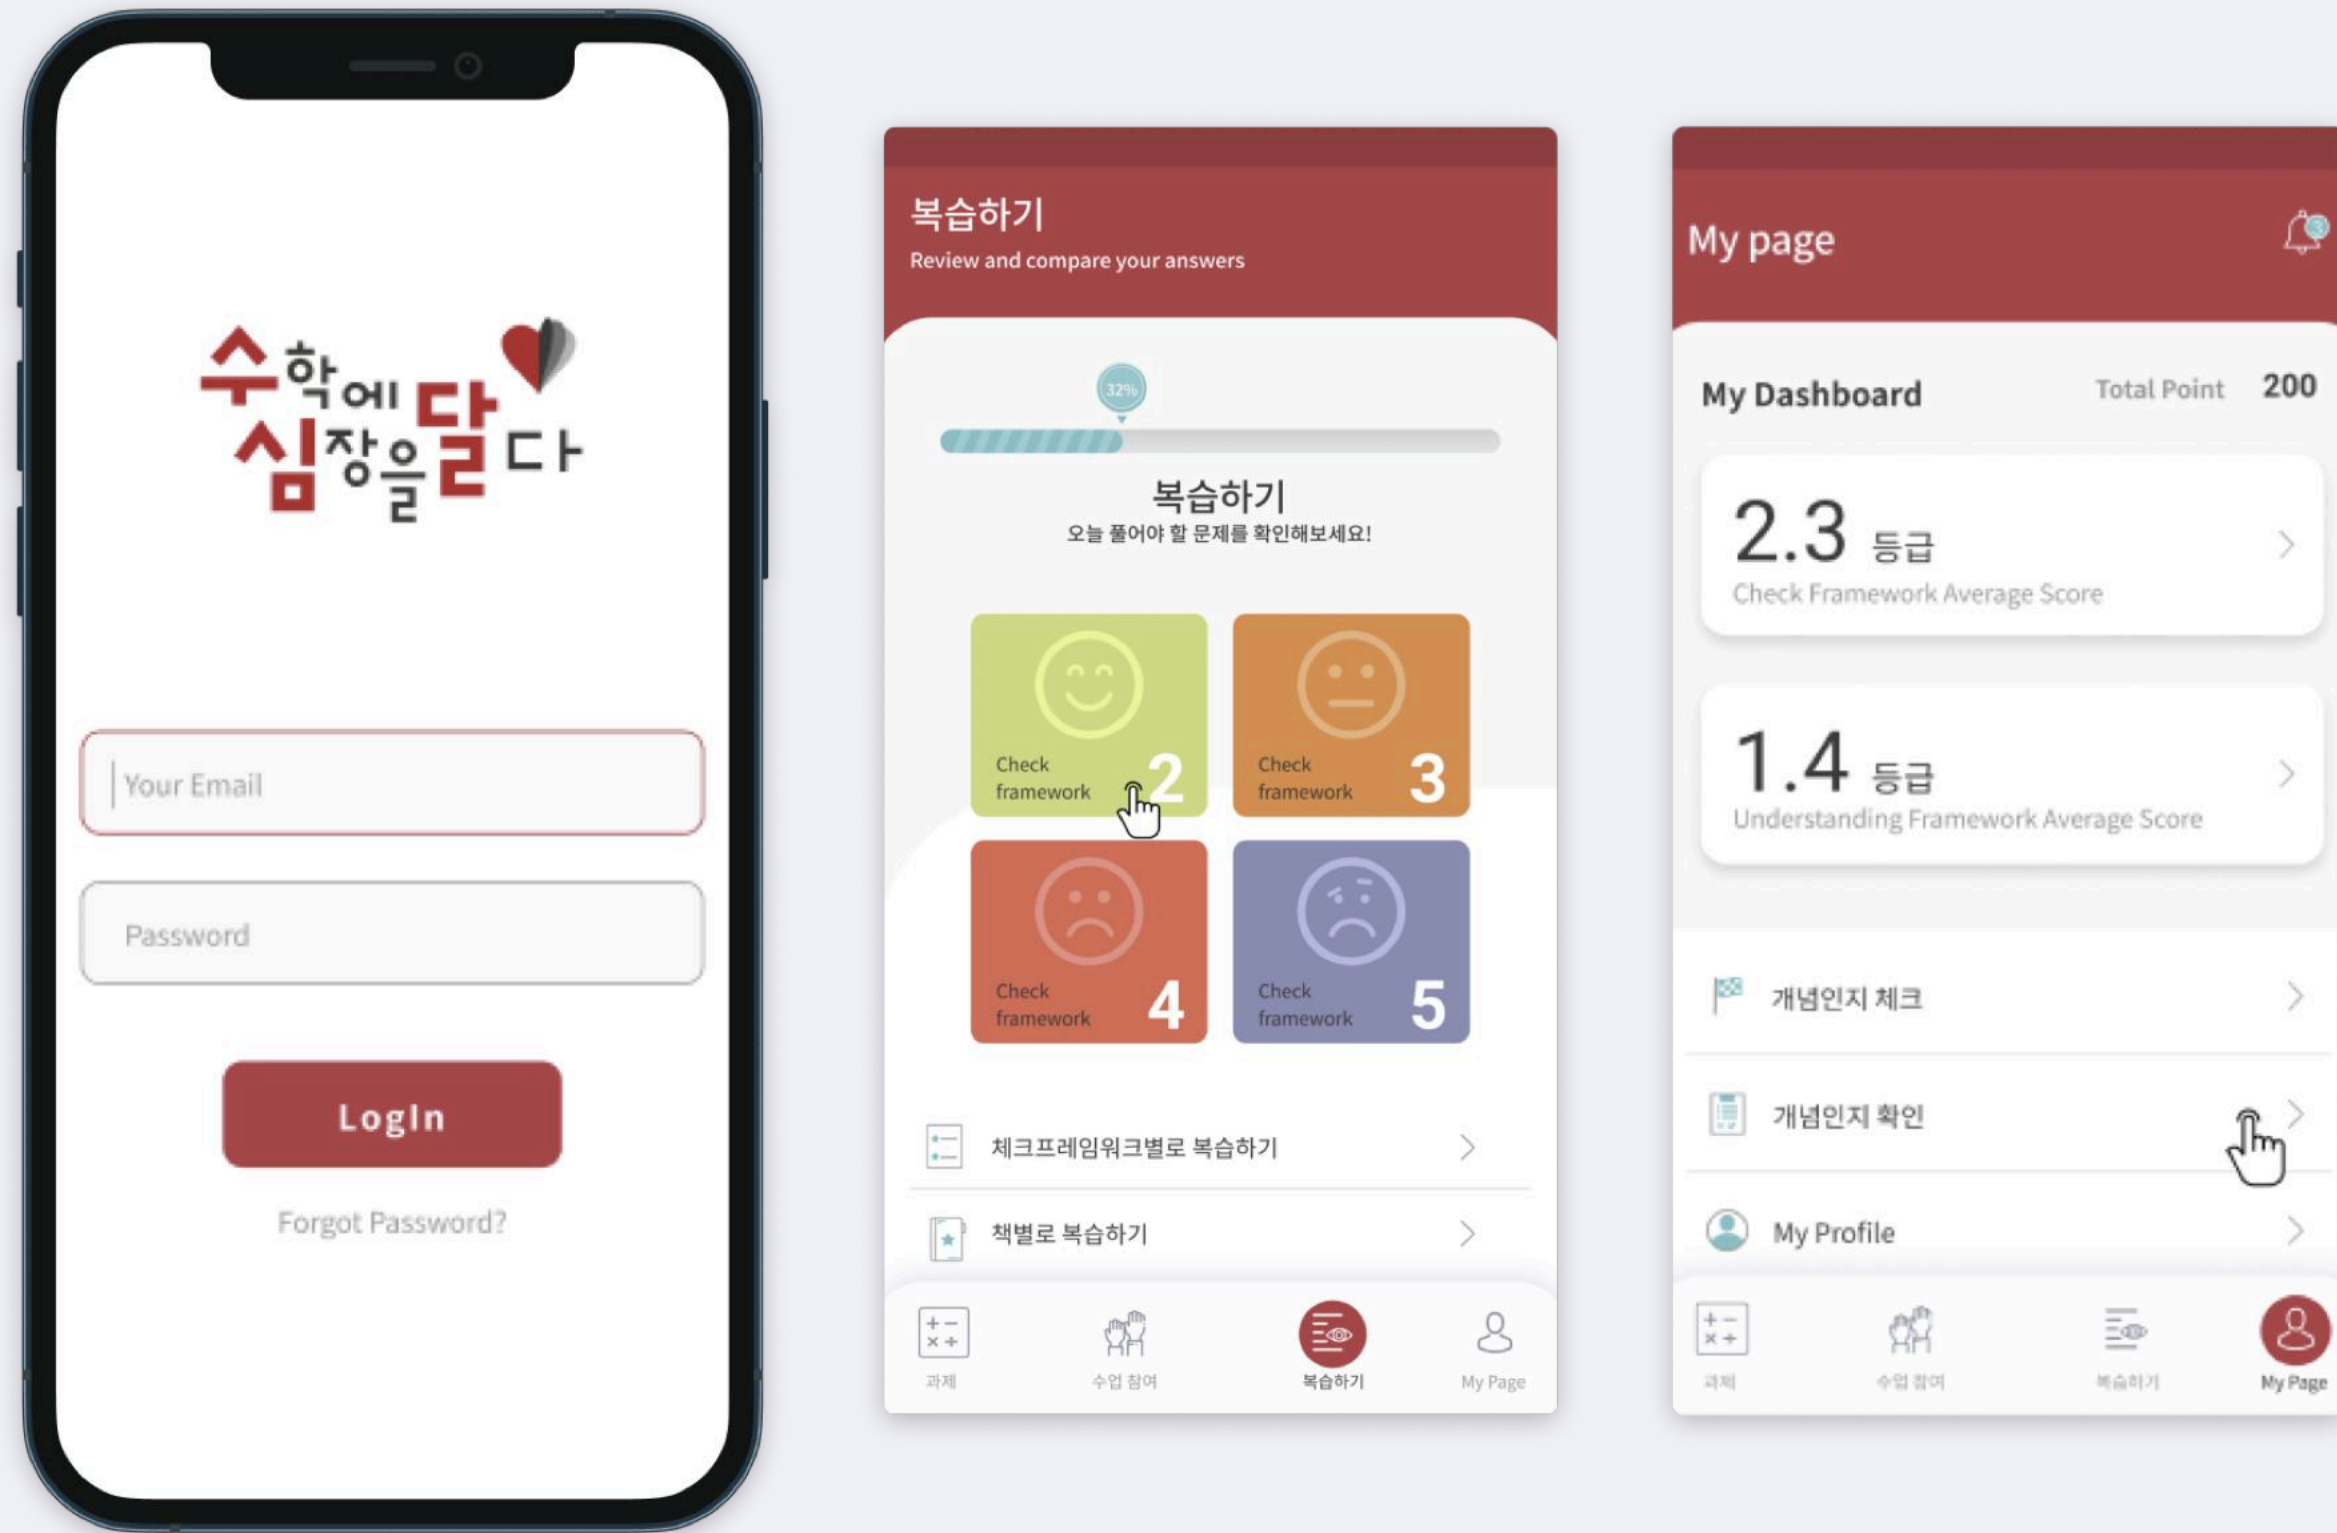 수학에 달
심장을 다
Your Email
Password
LogIn
Forgot Password?
복습하기
Review and compare your answers
32%
복습하기
오늘 풀어야 할 문제를 확인해보세요!
Check
framework
2
Check
framework
3
Check
framework
4
Check
framework
5
체크프레임워크별로 복습하기
책별로 복습하기
과제
수업 참여
복습하기
My Page
My page
3
My Dashboard
Total Point 200
2.3 등급
Check Framework Average Score
1.4 등급
Understanding Framework Average Score
개념인지 체크
개념인지 확인
My Profile
과제
수업 참여
복습하기
My Page